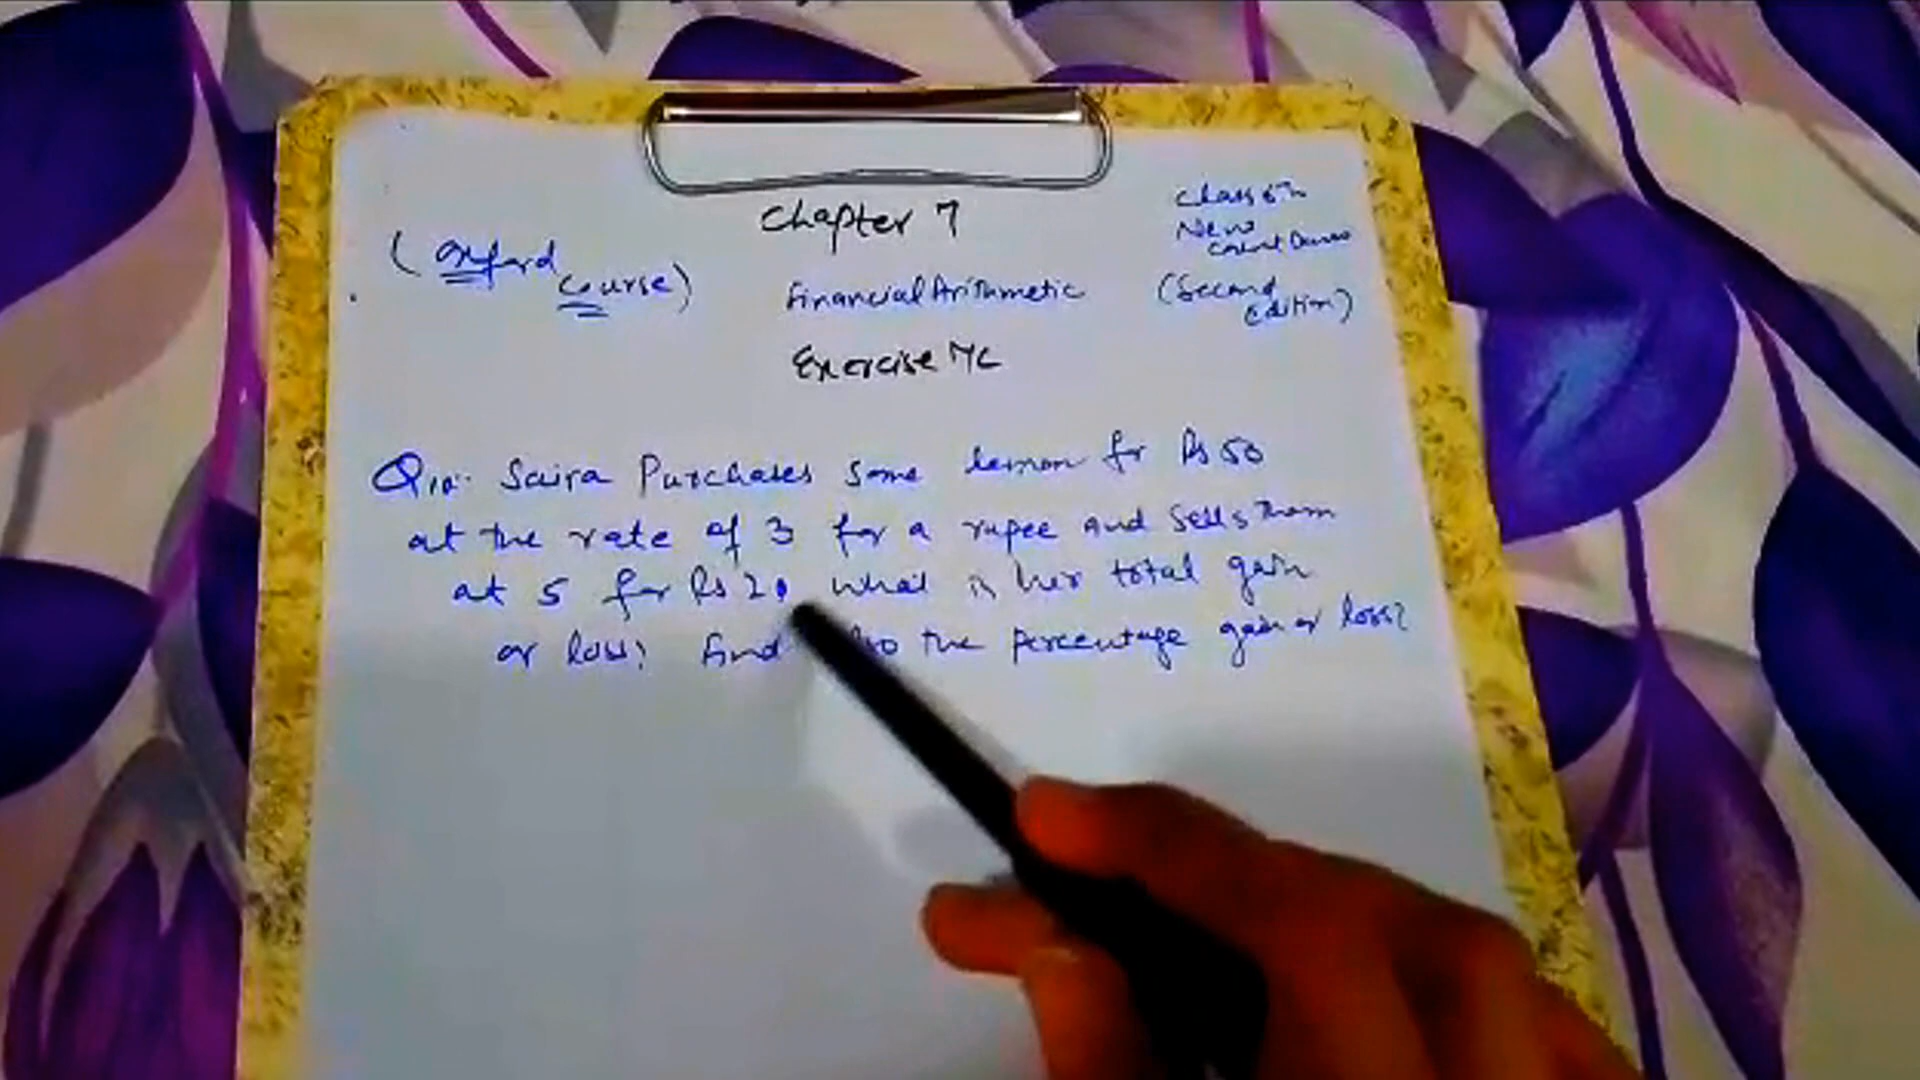 Chapter 7
Class 6th
New
Count Down
(Oxford
Course)
Financial Arithmetic
(Second
Edition)
Exercise 7C
Q10. Saira Purchases Some lemon for Rs 50
at the rate of 3 for a rupee and Sells them
at 5 for Rs 2, what is her total gain
or loss? find the percentage gain or loss?